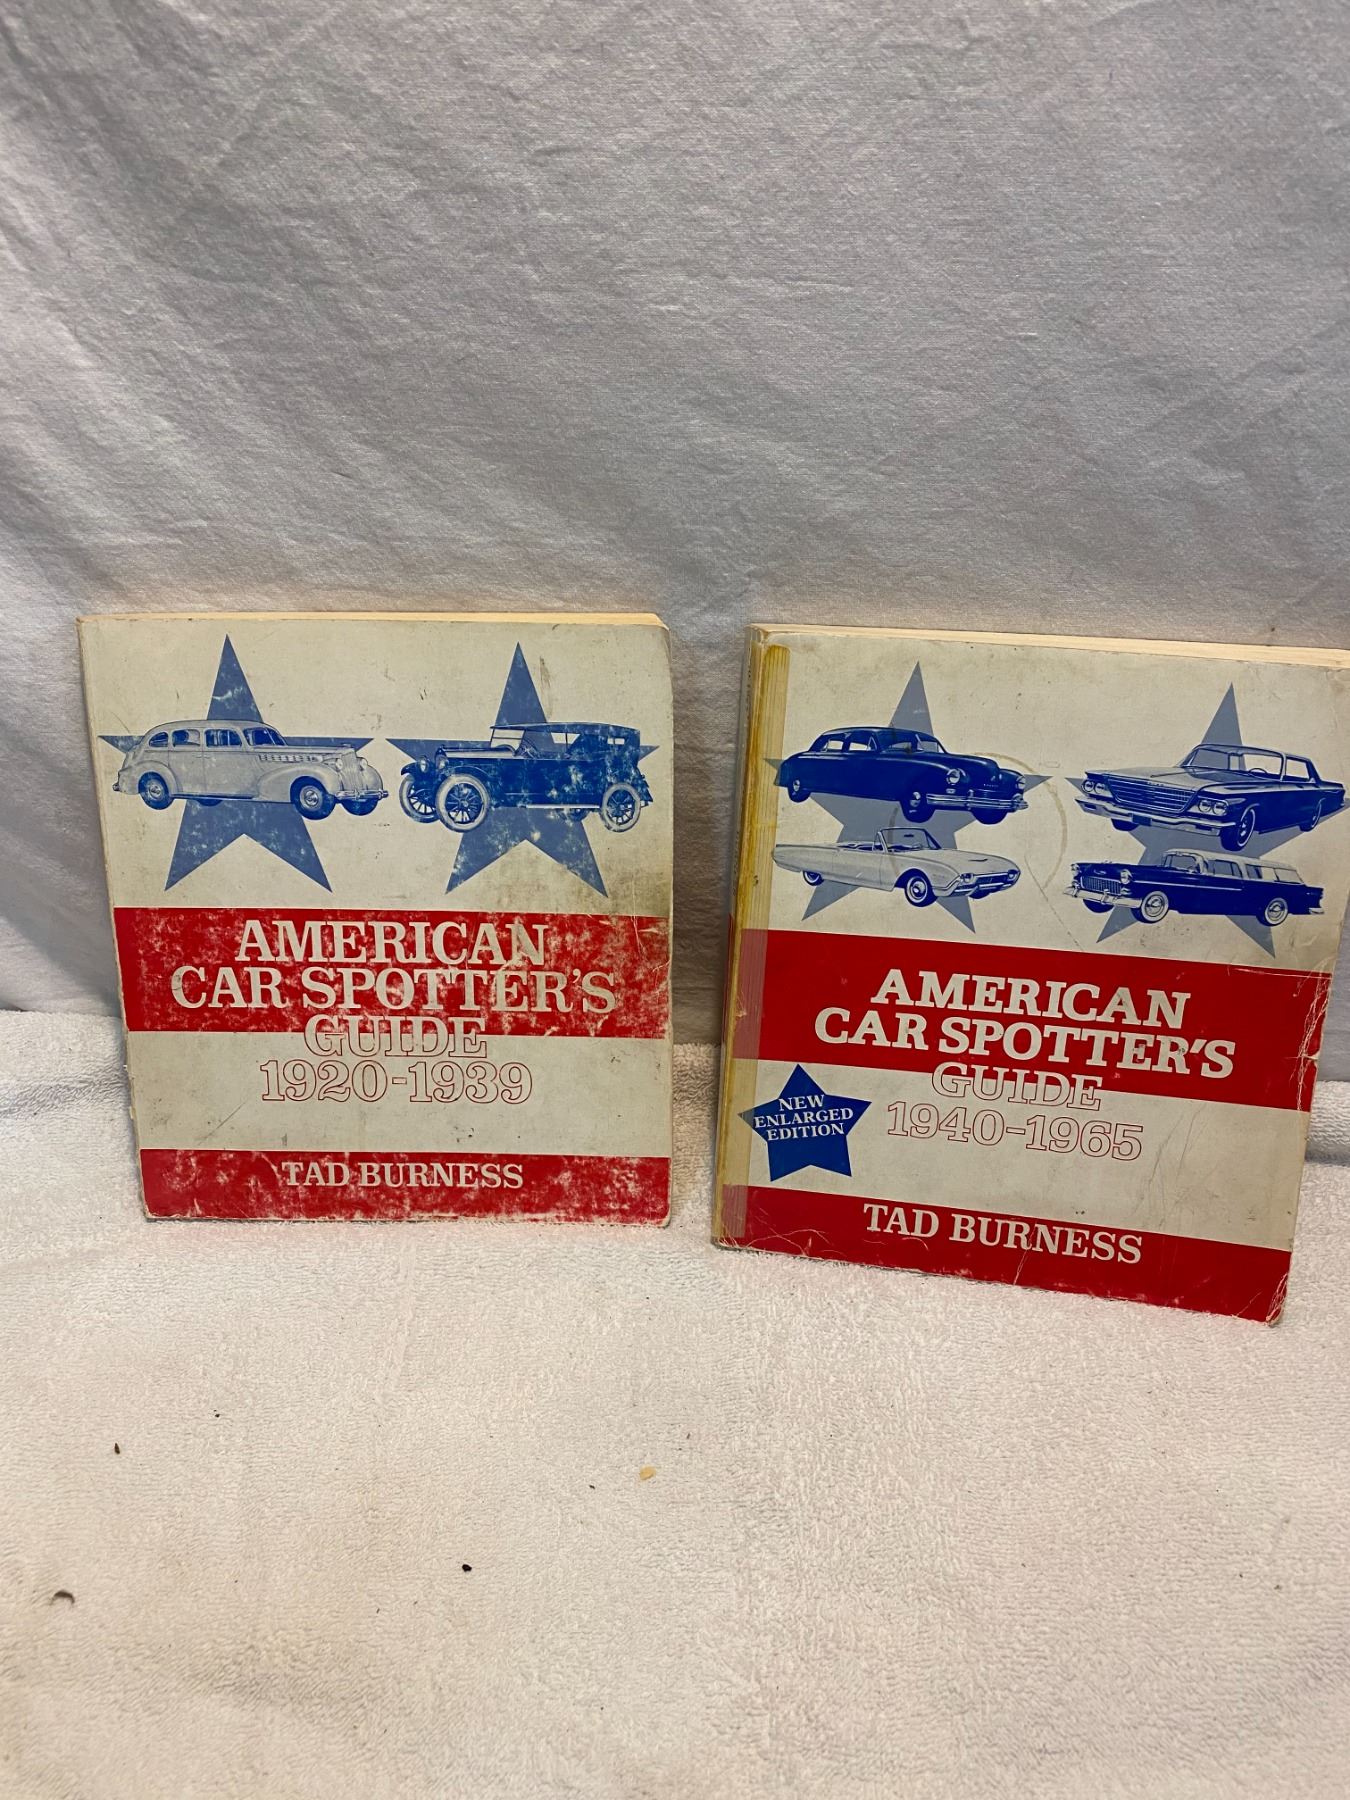 AMERICAN
CAR SPOTTER'S
GUIDE
1920-1939
TAD BURNESS
AMERICAN
CAR SPOTTER'S
GUIDE
1940-1965
NEW
ENLARGED
EDITION
TAD BURNESS